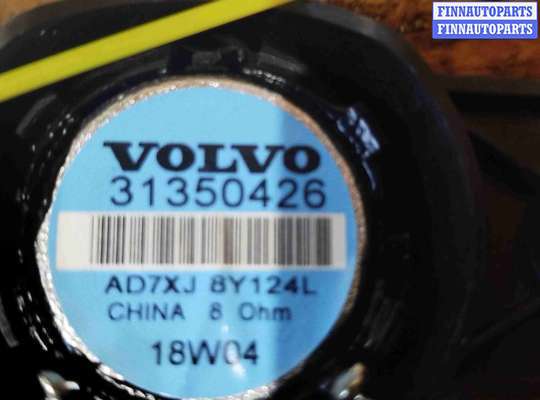 FINNAUTOPARTS
FINNAUTOPARTS
VOLVO
31350426
AD7XJ 8Y124L
CHINA 8 Ohm
18W04